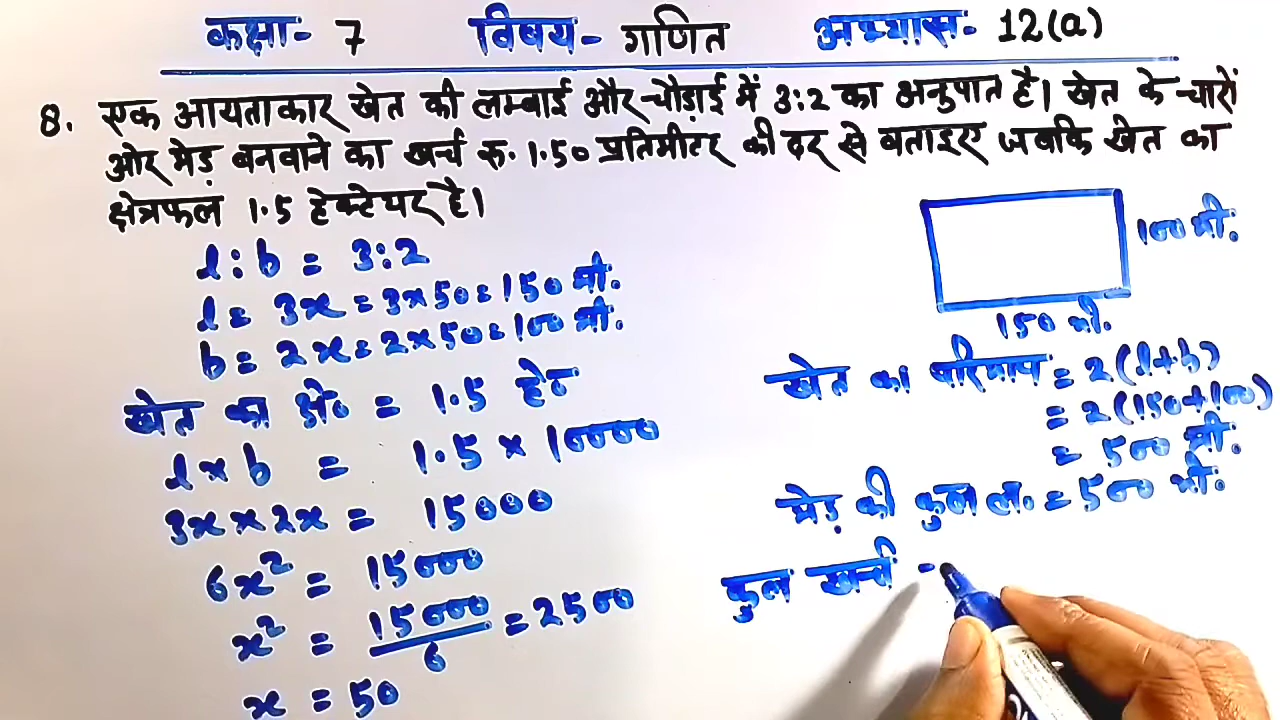 कक्षा- 7 विषय- गणित अभ्यास- 12(a)
8. एक आयताकार खेत की लम्बाई और चौड़ाई में 3:2 का अनुपात है। खेत के चारों
ओर मेड़ बनवाने का खर्च रु. 1.50 प्रतिमीटर की दर से बताइए जबकि खेत का
क्षेत्रफल 1.5 हेक्टेयर है।
l : b = 3:2
l = 3x = 3×50 = 150 मी.
b = 2x = 2×50 = 100 मी.
खेत का क्षे० = 1.5 हे०
l × b = 1.5 × 10000
3x × 2x = 15000
6x² = 15000
x² = 15000/6 = 2500
x = 50
100 मी.
150 मी.
खेत का परिमाप = 2(l+b)
= 2(150+100)
= 500 मी.
मेड़ की कुल ल० = 500 मी.
कुल खर्च -